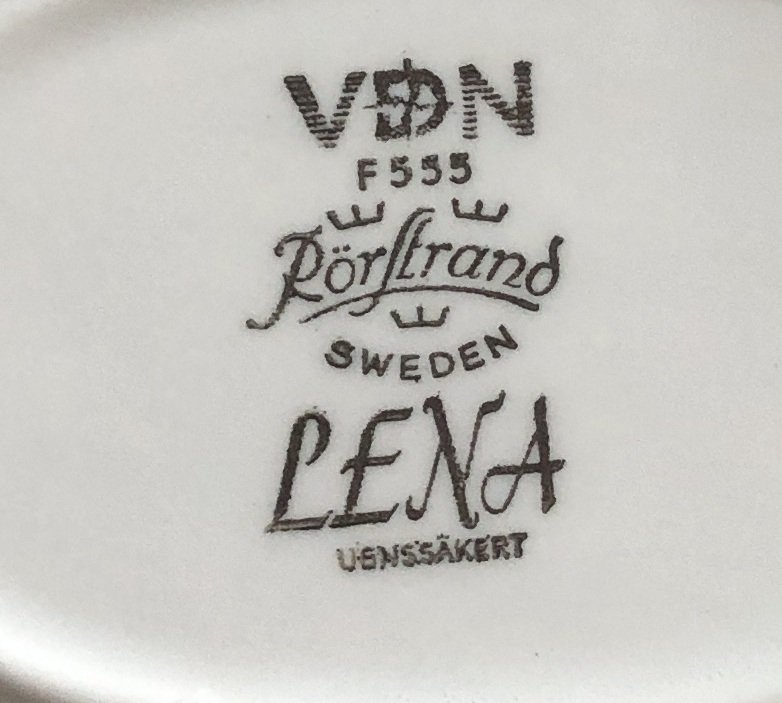 VDN
F555
Rörstrand
SWEDEN
LENA
UGNSSÄKERT